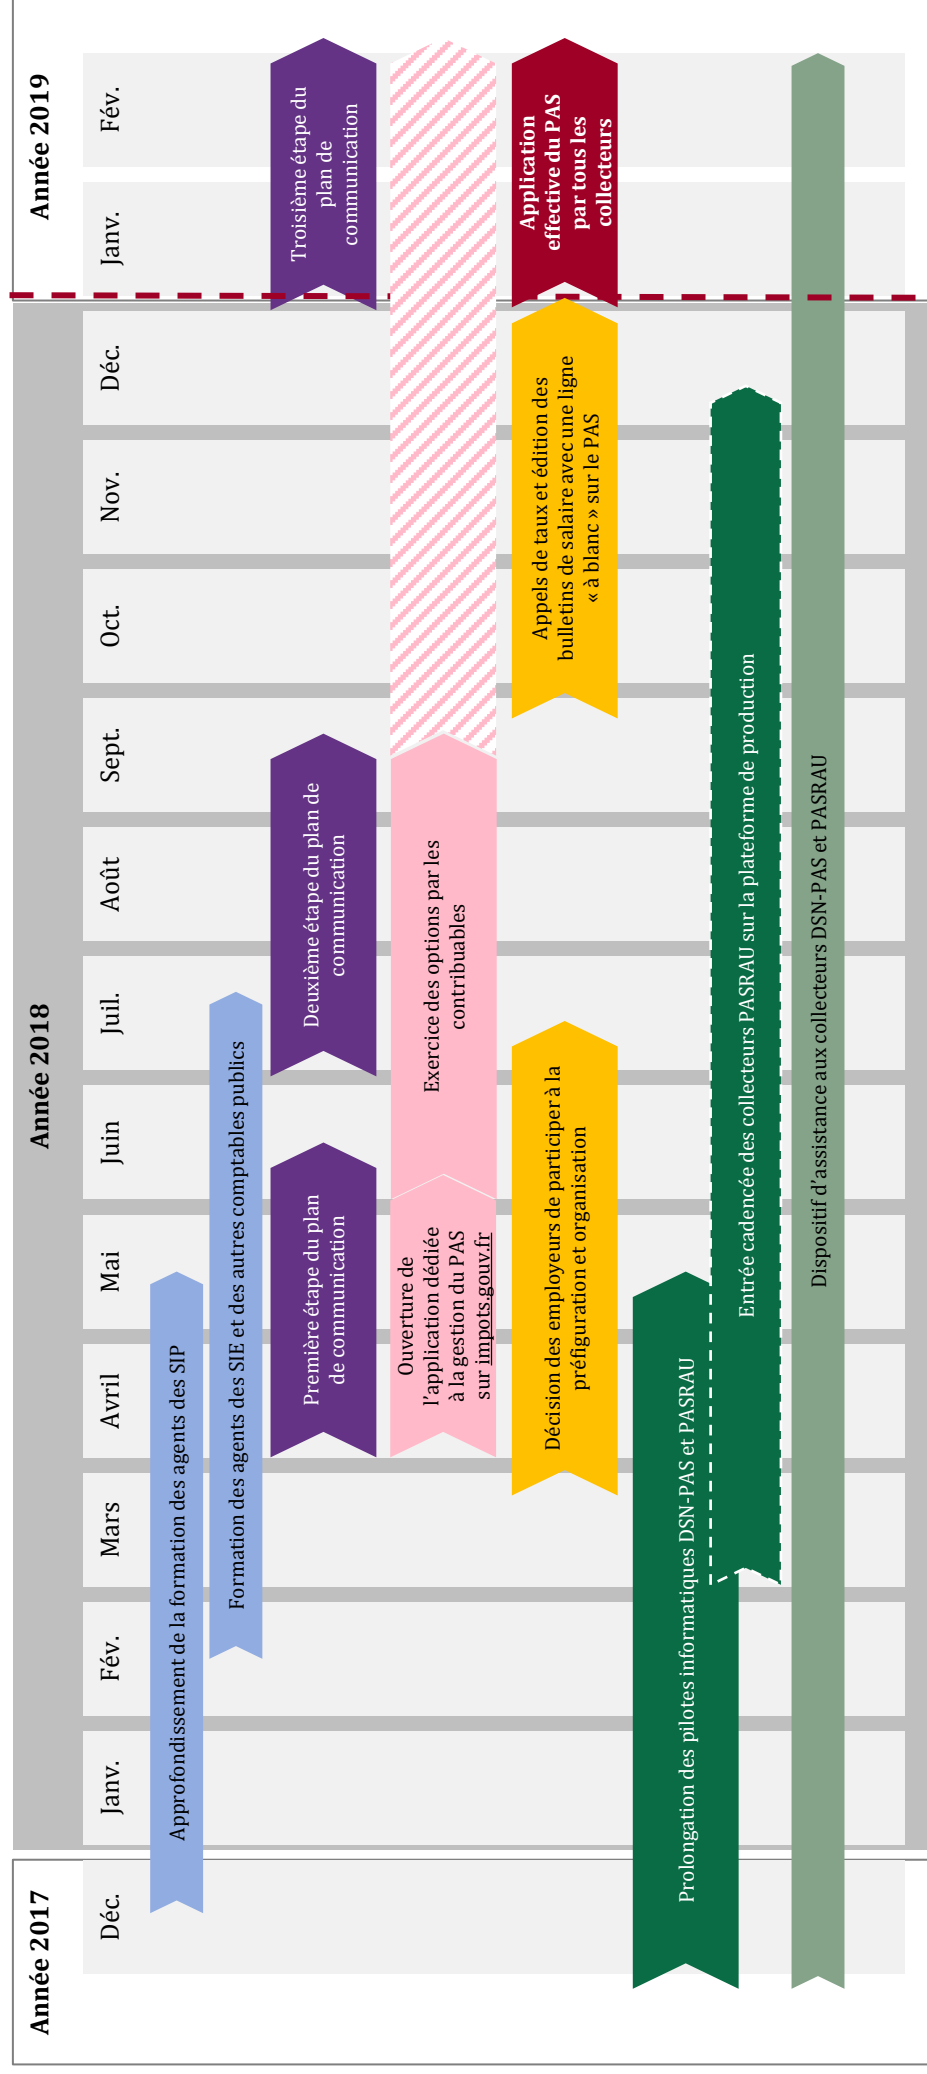 Année 2017
Année 2018
Année 2019
Déc.
Janv.
Fév.
Mars
Avril
Mai
Juin
Juil.
Août
Sept.
Oct.
Nov.
Déc.
Janv.
Fév.
Approfondissement de la formation des agents des SIP
Formation des agents des SIE et des autres comptables publics
Première étape du plan
de communication
Deuxième étape du plan de
communication
Troisième étape du
plan de
communication
Ouverture de
l'application dédiée
à la gestion du PAS
sur impots.gouv.fr
Exercice des options par les
contribuables
Décision des employeurs de participer à la
préfiguration et organisation
Appels de taux et édition des
bulletins de salaire avec une ligne
« à blanc » sur le PAS
Application
effective du PAS
par tous les
collecteurs
Prolongation des pilotes informatiques DSN-PAS et PASRAU
Entrée cadencée des collecteurs PASRAU sur la plateforme de production
Dispositif d'assistance aux collecteurs DSN-PAS et PASRAU